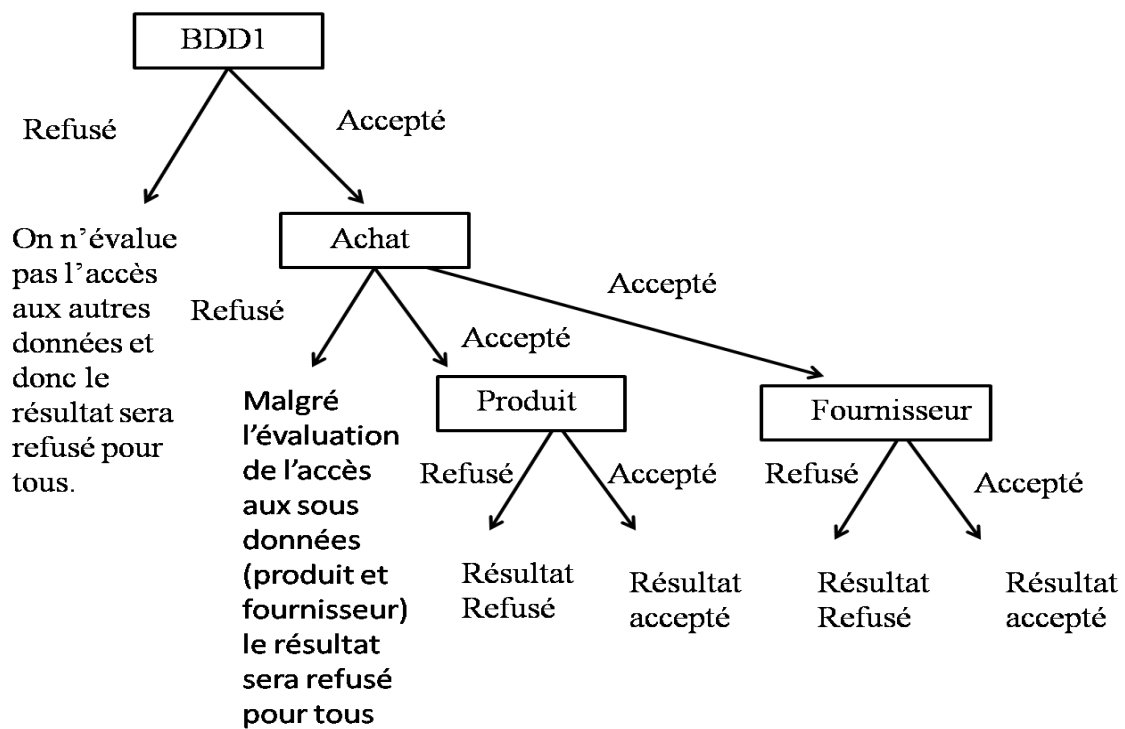 BDD1
Refusé
Accepté
On n’évalue
pas l’accès
aux autres
données et
donc le
résultat sera
refusé pour
tous.
Achat
Refusé
Accepté
Accepté
Malgré
l’évaluation
de l’accès
aux sous
données
(produit et
fournisseur)
le résultat
sera refusé
pour tous
Produit
Refusé
Accepté
Résultat
Refusé
Résultat
accepté
Fournisseur
Refusé
Accepté
Résultat
Refusé
Résultat
accepté